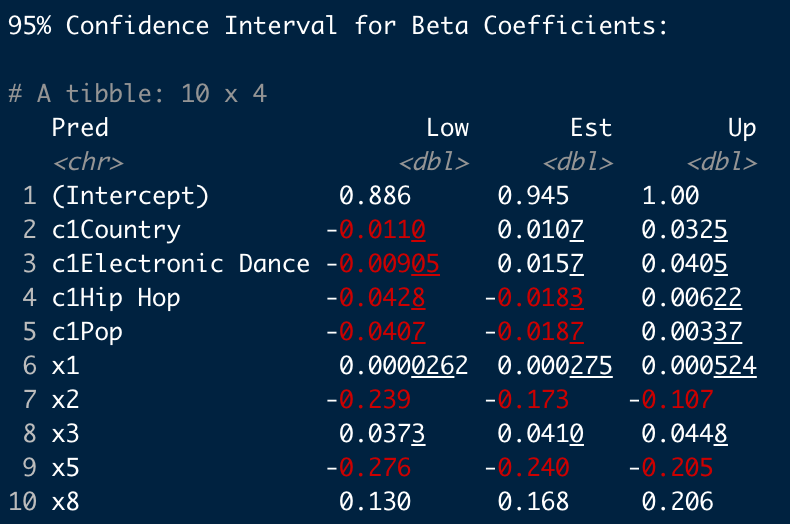 95% Confidence Interval for Beta Coefficients:
# A tibble: 10 x 4
Pred Low Est Up
<chr> <dbl> <dbl> <dbl>
1 (Intercept) 0.886 0.945 1.00
2 c1Country -0.0110 0.0107 0.0325
3 c1Electronic Dance -0.00905 0.0157 0.0405
4 c1Hip Hop -0.0428 -0.0183 0.00622
5 c1Pop -0.0407 -0.0187 0.00337
6 x1 0.0000262 0.000275 0.000524
7 x2 -0.239 -0.173 -0.107
8 x3 0.0373 0.0410 0.0448
9 x5 -0.276 -0.240 -0.205
10 x8 0.130 0.168 0.206